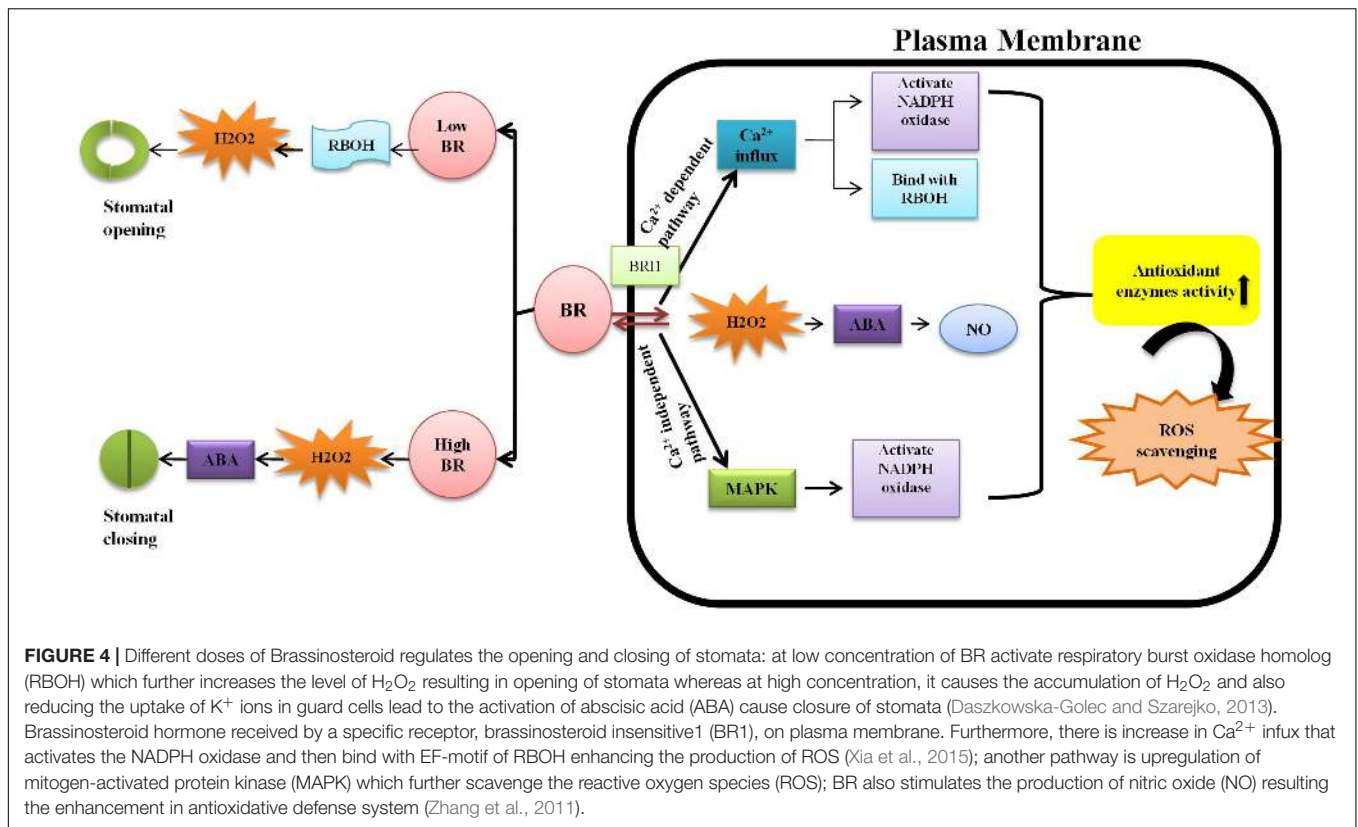 Plasma Membrane
Low
BR
RBOH
H2O2
Stomatal
opening
BR
High
BR
H2O2
ABA
Stomatal
closing
BRI1
Ca²⁺ dependent
pathway
Ca²⁺
influx
Activate
NADPH
oxidase
Bind with
RBOH
H2O2
ABA
NO
Ca²⁺ independent
pathway
MAPK
Activate
NADPH
oxidase
Antioxidant
enzymes activity
ROS
scavenging
FIGURE 4 | Different doses of Brassinosteroid regulates the opening and closing of stomata: at low concentration of BR activate respiratory burst oxidase homolog
(RBOH) which further increases the level of H₂O₂ resulting in opening of stomata whereas at high concentration, it causes the accumulation of H₂O₂ and also
reducing the uptake of K⁺ ions in guard cells lead to the activation of abscisic acid (ABA) cause closure of stomata (Daszkowska-Golec and Szarejko, 2013).
Brassinosteroid hormone received by a specific receptor, brassinosteroid insensitive1 (BR1), on plasma membrane. Furthermore, there is increase in Ca²⁺ infux that
activates the NADPH oxidase and then bind with EF-motif of RBOH enhancing the production of ROS (Xia et al., 2015); another pathway is upregulation of
mitogen-activated protein kinase (MAPK) which further scavenge the reactive oxygen species (ROS); BR also stimulates the production of nitric oxide (NO) resulting
the enhancement in antioxidative defense system (Zhang et al., 2011).